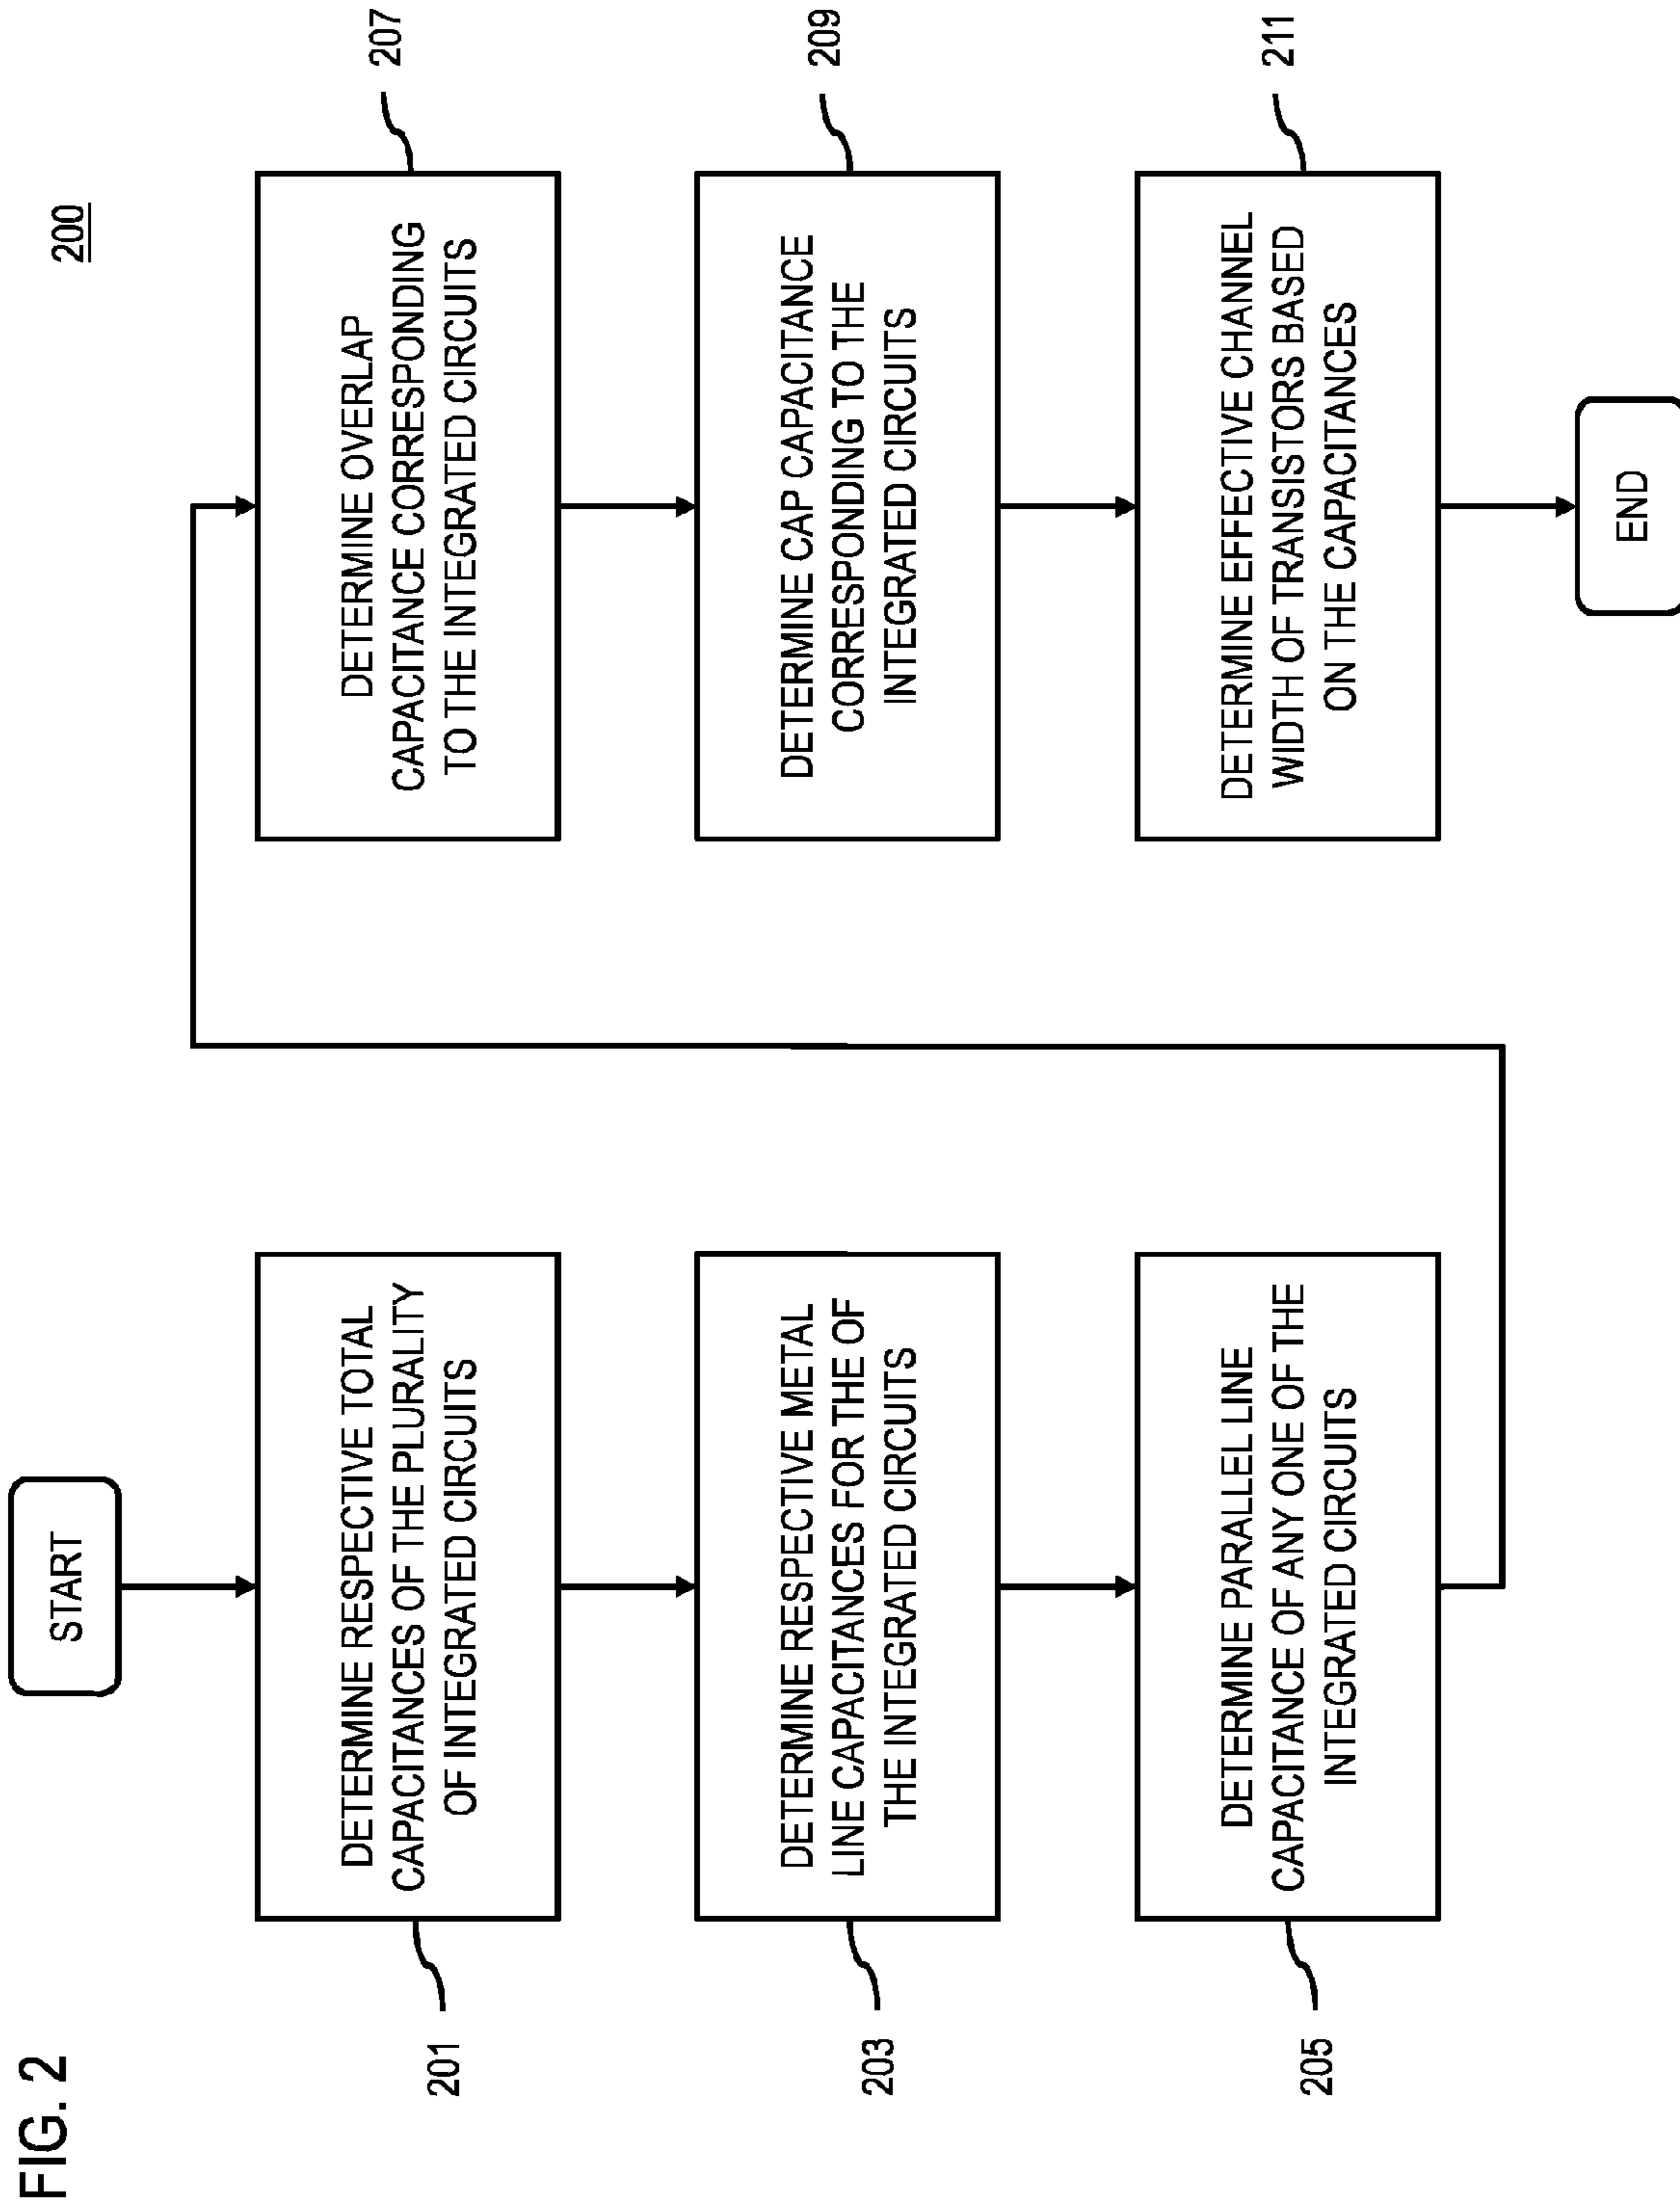 FIG. 2
200
START
201
DETERMINE RESPECTIVE TOTAL
CAPACITANCES OF THE PLURALITY
OF INTEGRATED CIRCUITS
203
DETERMINE RESPECTIVE METAL
LINE CAPACITANCES FOR THE OF
THE INTEGRATED CIRCUITS
205
DETERMINE PARALLEL LINE
CAPACITANCE OF ANY ONE OF THE
INTEGRATED CIRCUITS
207
DETERMINE OVERLAP
CAPACITANCE CORRESPONDING
TO THE INTEGRATED CIRCUITS
209
DETERMINE CAP CAPACITANCE
CORRESPONDING TO THE
INTEGRATED CIRCUITS
211
DETERMINE EFFECTIVE CHANNEL
WIDTH OF TRANSISTORS BASED
ON THE CAPACITANCES
END